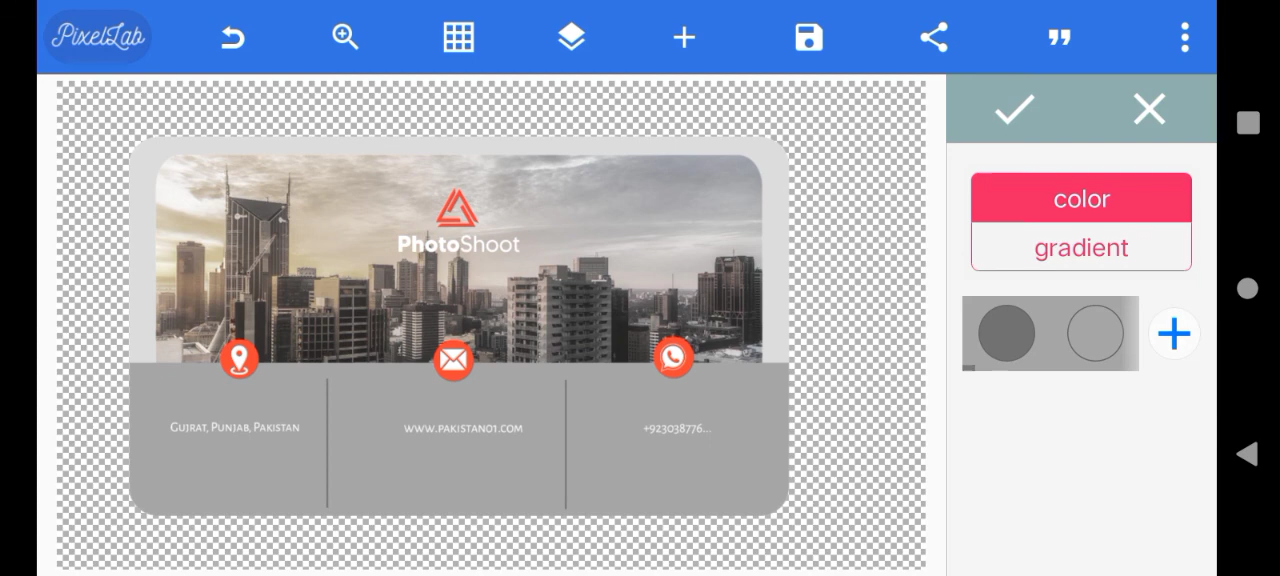 PixelLab
color
gradient
PhotoShoot
Gujrat, Punjab, Pakistan
www.pakistan01.com
+923038776...